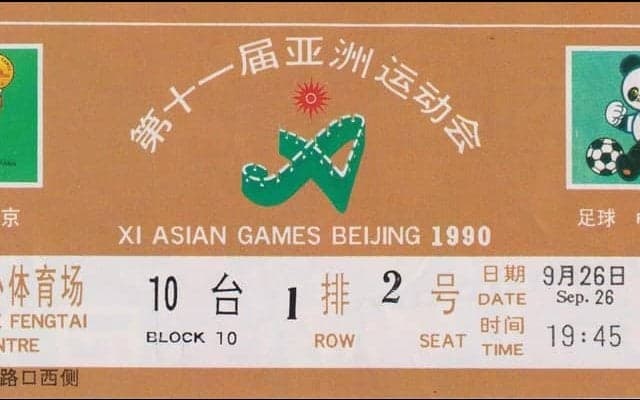 第十一届亚洲运动会
京
足球
XI ASIAN GAMES BEIJING 1990
体育场
FENGTAI
NTRE
10 台
BLOCK 10
1 排
ROW
2 号
SEAT
日期 9月26日
DATE Sep. 26
时间 19:45
TIME
路口西侧